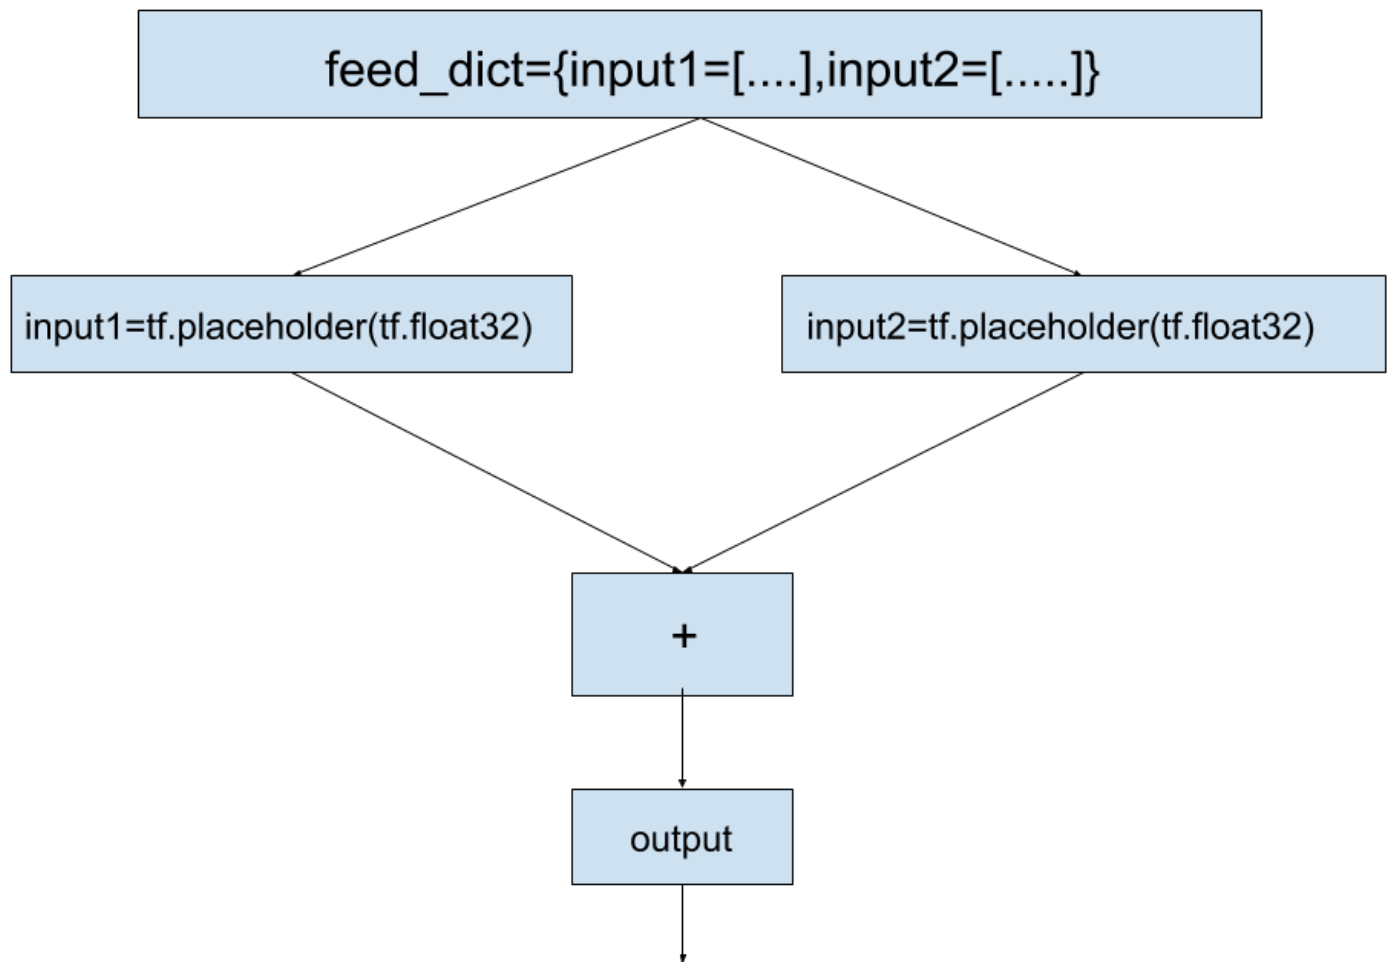 feed_dict={input1=[....],input2=[.....]}
input1=tf.placeholder(tf.float32)
input2=tf.placeholder(tf.float32)
+
output